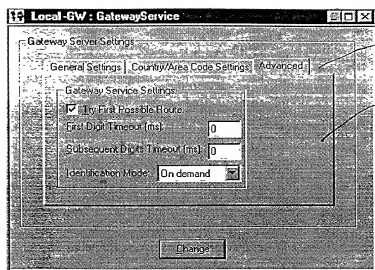 Local-GW : GatewayService
Gateway Server Settings
General Settings Country/Area Code Settings Advanced
Gateway Service Settings
Try First Possible Route
First Digit Timeout (ms):
0
Subsequent Digits Timeout (ms):
0
Identification Mode:
On demand
Change